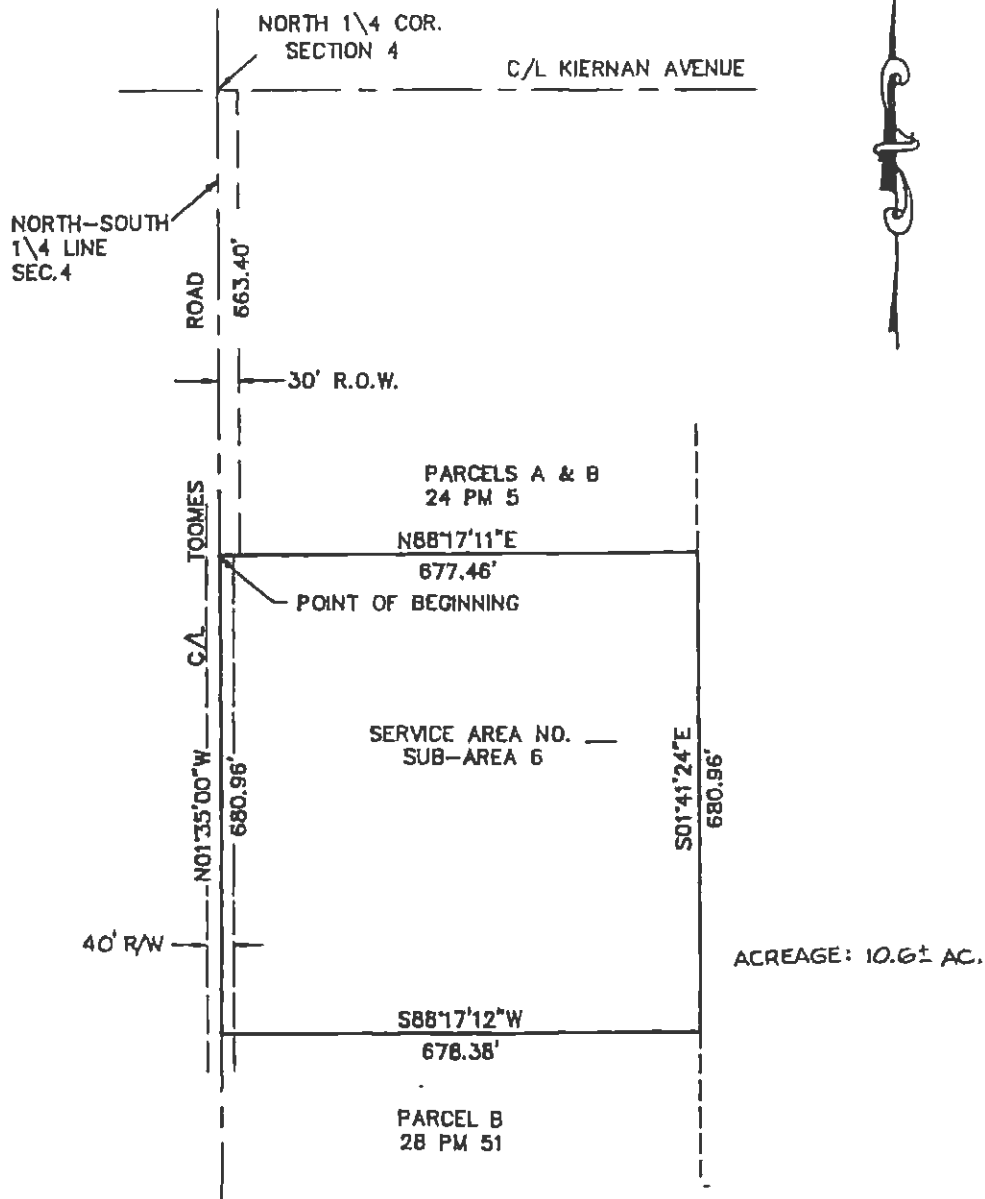 NORTH 1\4 COR.
SECTION 4
C/L KIERNAN AVENUE
NORTH-SOUTH
1\4 LINE
SEC.4
ROAD
663.40'
30' R.O.W.
PARCELS A & B
24 PM 5
TOOMES
N88°17'11"E
677.46'
POINT OF BEGINNING
C/L
SERVICE AREA NO.
SUB-AREA 6
N01°35'00"W
680.96'
S01°41'24"E
680.96'
40' R/W
ACREAGE: 10.6± AC.
S88°17'12"W
678.38'
PARCEL B
28 PM 51